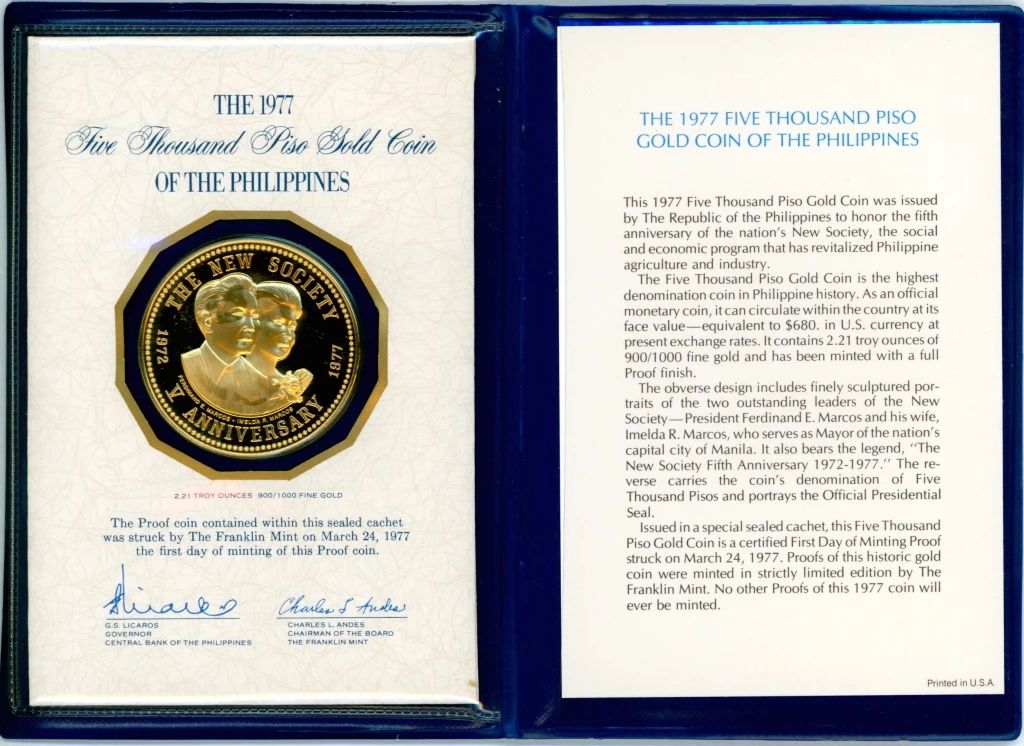 THE 1977
Five Thousand Piso Gold Coin
OF THE PHILIPPINES
THE NEW SOCIETY
1972
1977
FERDINAND E. MARCOS • IMELDA R. MARCOS
V ANNIVERSARY
2.21 TROY OUNCES 900/1000 FINE GOLD
The Proof coin contained within this sealed cachet
was struck by The Franklin Mint on March 24, 1977
the first day of minting of this Proof coin.
Charles L Andes
G.S. LICAROS
GOVERNOR
CENTRAL BANK OF THE PHILIPPINES
CHARLES L. ANDES
CHAIRMAN OF THE BOARD
THE FRANKLIN MINT
THE 1977 FIVE THOUSAND PISO
GOLD COIN OF THE PHILIPPINES
This 1977 Five Thousand Piso Gold Coin was issued
by The Republic of the Philippines to honor the fifth
anniversary of the nation's New Society, the social
and economic program that has revitalized Philippine
agriculture and industry.
The Five Thousand Piso Gold Coin is the highest
denomination coin in Philippine history. As an official
monetary coin, it can circulate within the country at its
face value—equivalent to $680. in U.S. currency at
present exchange rates. It contains 2.21 troy ounces of
900/1000 fine gold and has been minted with a full
Proof finish.
The obverse design includes finely sculptured por-
traits of the two outstanding leaders of the New
Society—President Ferdinand E. Marcos and his wife,
Imelda R. Marcos, who serves as Mayor of the nation's
capital city of Manila. It also bears the legend, "The
New Society Fifth Anniversary 1972-1977." The re-
verse carries the coin's denomination of Five
Thousand Pisos and portrays the Official Presidential
Seal.
Issued in a special sealed cachet, this Five Thousand
Piso Gold Coin is a certified First Day of Minting Proof
struck on March 24, 1977. Proofs of this historic gold
coin were minted in strictly limited edition by The
Franklin Mint. No other Proofs of this 1977 coin will
ever be minted.
Printed in U.S.A.